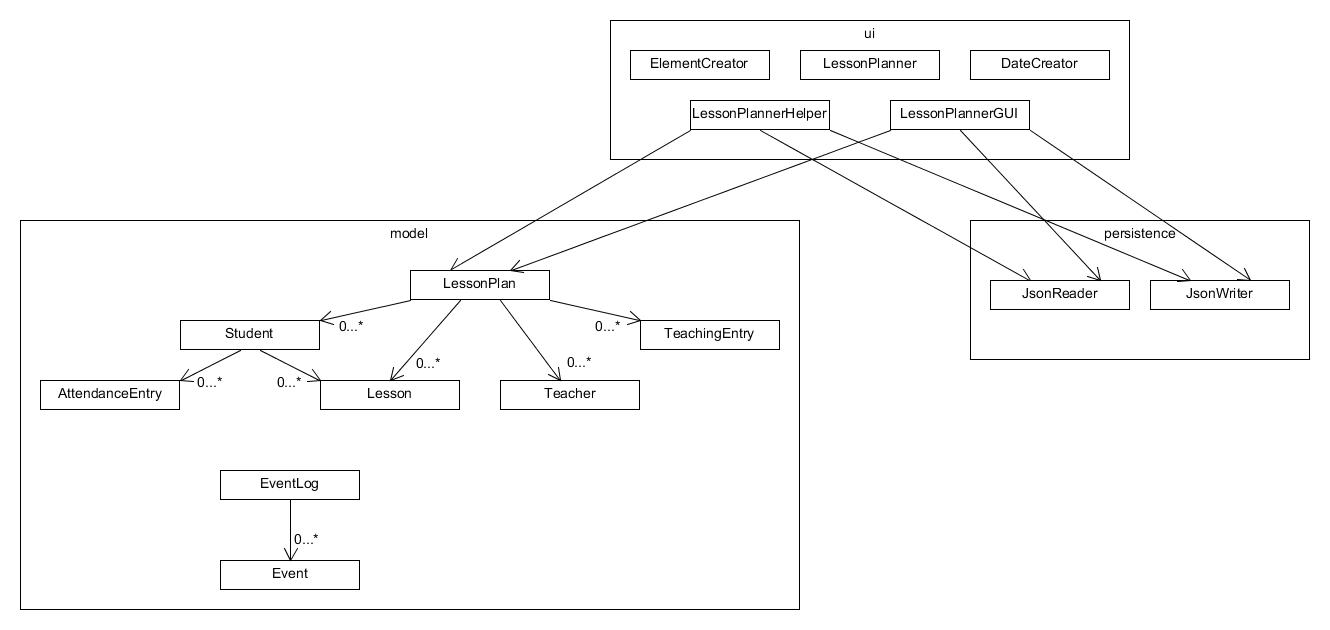 ui
ElementCreator
LessonPlanner
DateCreator
LessonPlannerHelper
LessonPlannerGUI
model
persistence
LessonPlan
JsonReader
JsonWriter
Student
0...*
0...*
TeachingEntry
0...*
0...*
AttendanceEntry
0...*
0...*
Lesson
Teacher
EventLog
0...*
Event